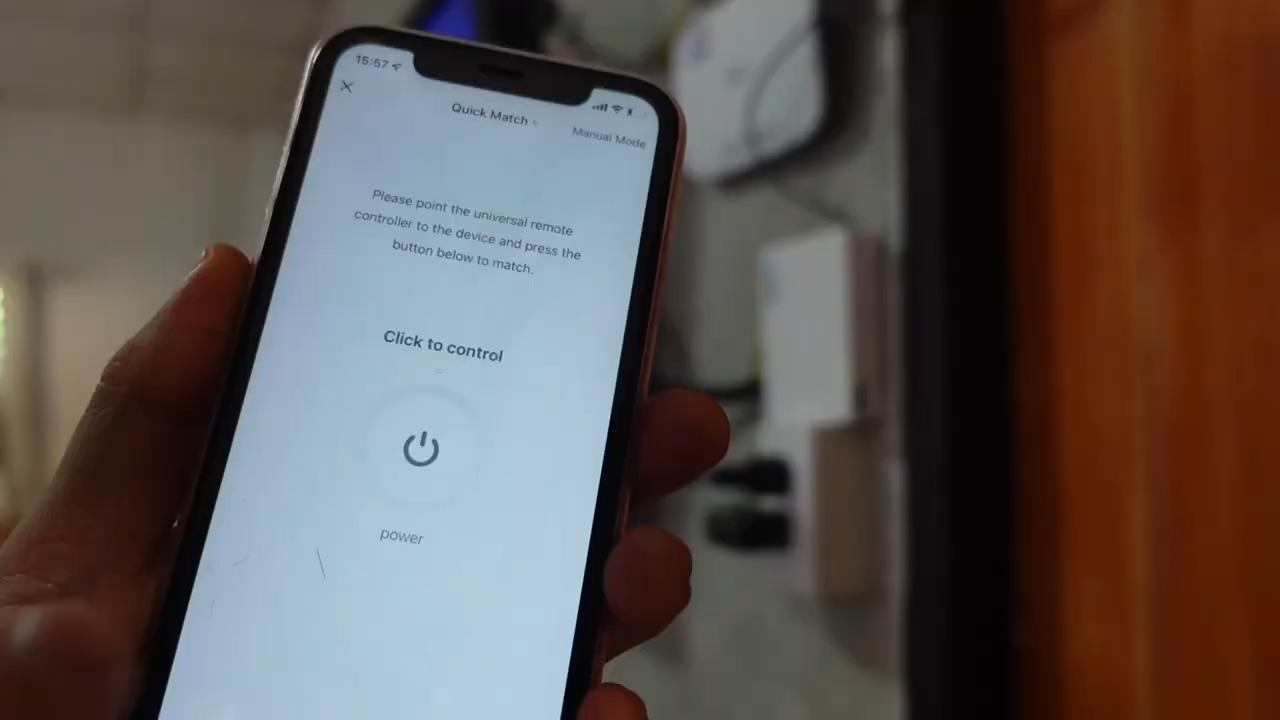 15:57
Quick Match
Manual Mode
Please point the universal remote
controller to the device and press the
button below to match.
Click to control
power